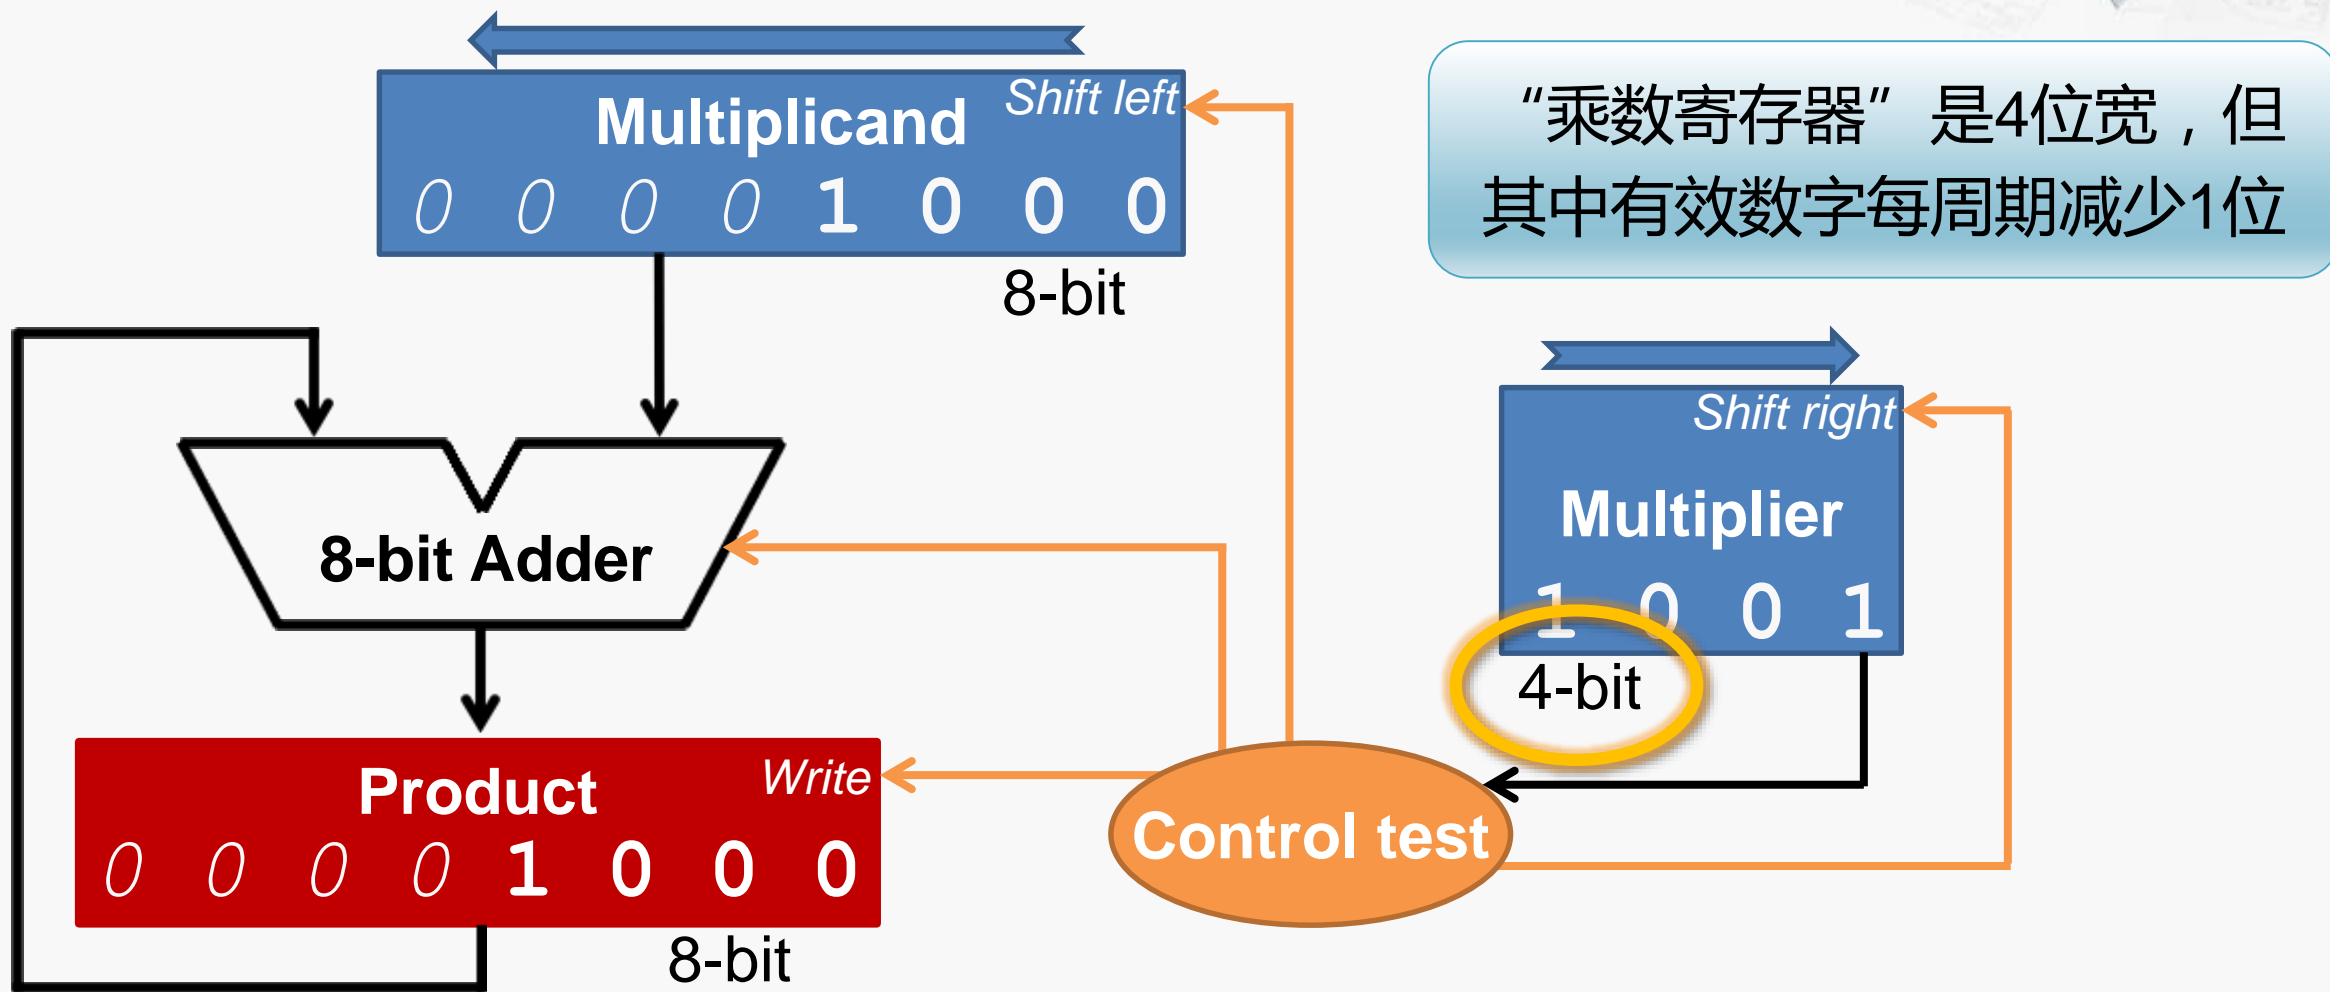 Shift left
Multiplicand
0 0 0 0 1 0 0 0
8-bit
“乘数寄存器”是4位宽，但
其中有效数字每周期减少1位
Shift right
Multiplier
1 0 0 1
4-bit
8-bit Adder
Product
Write
0 0 0 0 1 0 0 0
8-bit
Control test